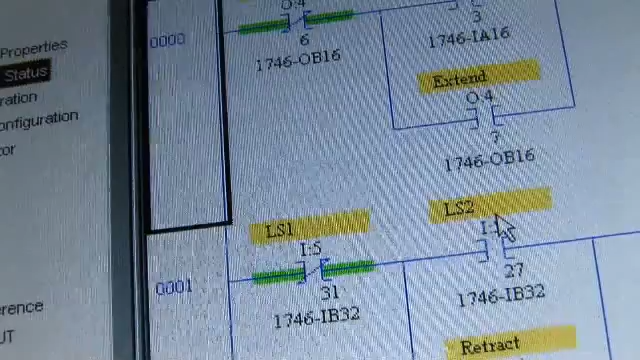 Properties
Status
ration
onfiguration
tor
erence
UT
0000
O:4
6
1746-OB16
3
1746-IA16
Extend
O:4
7
1746-OB16
LS1
I:5
31
1746-IB32
LS2
27
1746-IB32
0001
Retract